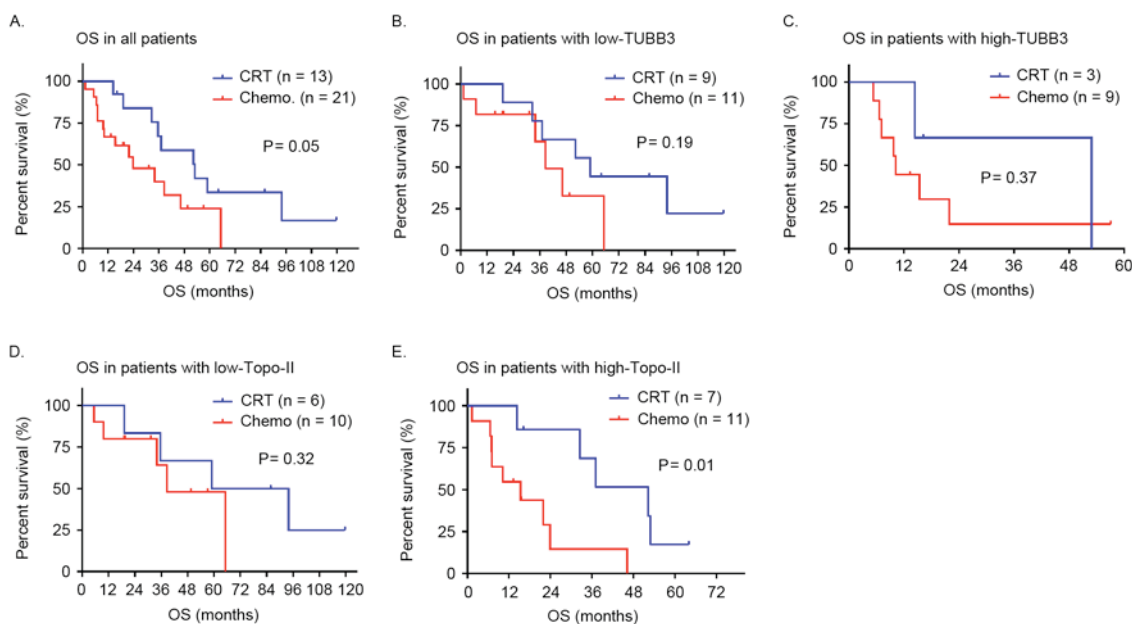 A.
OS in all patients
CRT (n = 13)
Chemo. (n = 21)
P= 0.05
Percent survival (%)
100
75
50
25
0
0 12 24 36 48 60 72 84 96 108 120
OS (months)
B.
OS in patients with low-TUBB3
CRT (n = 9)
Chemo (n = 11)
P= 0.19
Percent survival (%)
100
75
50
25
0
0 12 24 36 48 60 72 84 96 108 120
OS (months)
C.
OS in patients with high-TUBB3
CRT (n = 3)
Chemo (n = 9)
P= 0.37
Percent survival (%)
100
75
50
25
0
0 12 24 36 48 60
OS (months)
D.
OS in patients with low-Topo-II
CRT (n = 6)
Chemo (n = 10)
P= 0.32
Percent survival (%)
100
75
50
25
0
0 12 24 36 48 60 72 84 96 108 120
OS (months)
E.
OS in patients with high-Topo-II
CRT (n = 7)
Chemo (n = 11)
P= 0.01
Percent survival (%)
100
75
50
25
0
0 12 24 36 48 60 72
OS (months)